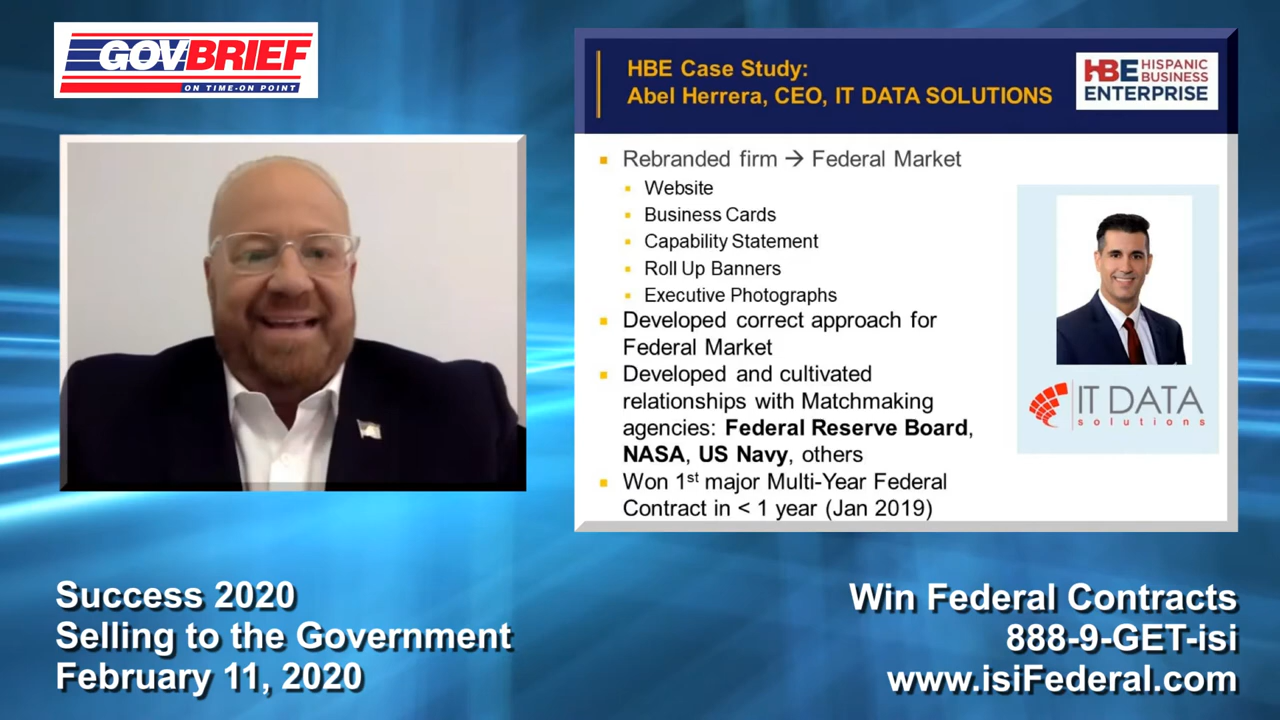 GOVBRIEF
ON TIME-ON POINT
HBE Case Study:
Abel Herrera, CEO, IT DATA SOLUTIONS
HBE HISPANIC
BUSINESS
ENTERPRISE
▪ Rebranded firm → Federal Market
▪ Website
▪ Business Cards
▪ Capability Statement
▪ Roll Up Banners
▪ Executive Photographs
▪ Developed correct approach for
Federal Market
▪ Developed and cultivated
relationships with Matchmaking
agencies: Federal Reserve Board,
NASA, US Navy, others
▪ Won 1st major Multi-Year Federal
Contract in < 1 year (Jan 2019)
IT DATA
solutions
Success 2020
Selling to the Government
February 11, 2020
Win Federal Contracts
888-9-GET-isi
www.isiFederal.com